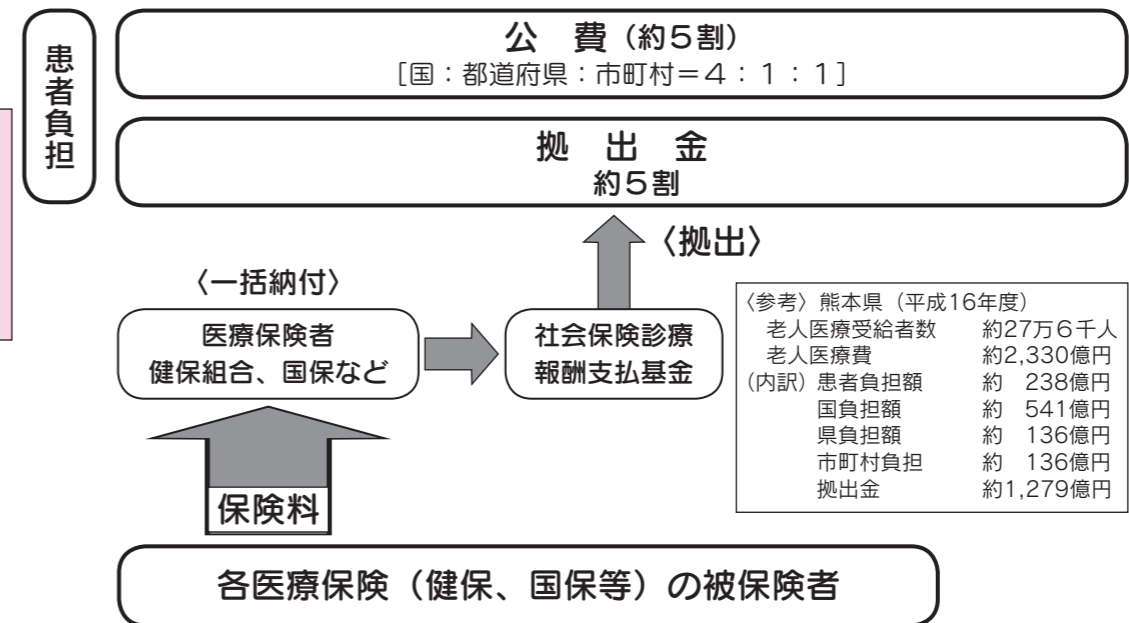 患者負担
公　費（約５割）
［国：都道府県：市町村＝４：１：１］
拠　出　金
約５割
〈拠出〉
〈一括納付〉
医療保険者
健保組合、国保など
社会保険診療
報酬支払基金
〈参考〉熊本県（平成16年度）
老人医療受給者数　約27万６千人
老人医療費　約2,330億円
（内訳）患者負担額　約　238億円
国負担額　約　541億円
県負担額　約　136億円
市町村負担　約　136億円
拠出金　約1,279億円
保険料
各医療保険（健保、国保等）の被保険者